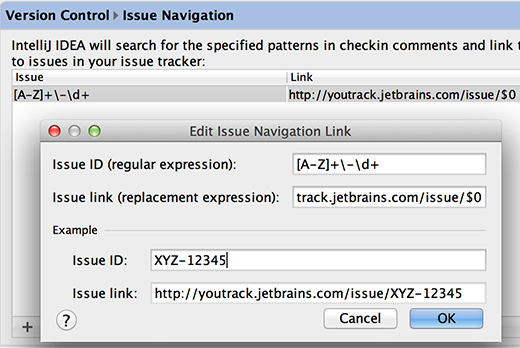 Version Control ▸ Issue Navigation
IntelliJ IDEA will search for the specified patterns in checkin comments and link
to issues in your issue tracker:
Issue Link
[A-Z]+\-\d+ http://youtrack.jetbrains.com/issue/$0
Edit Issue Navigation Link
Issue ID (regular expression): [A-Z]+\-\d+
Issue link (replacement expression): track.jetbrains.com/issue/$0
Example
Issue ID: XYZ-12345
Issue link: http://youtrack.jetbrains.com/issue/XYZ-12345
? Cancel OK
+